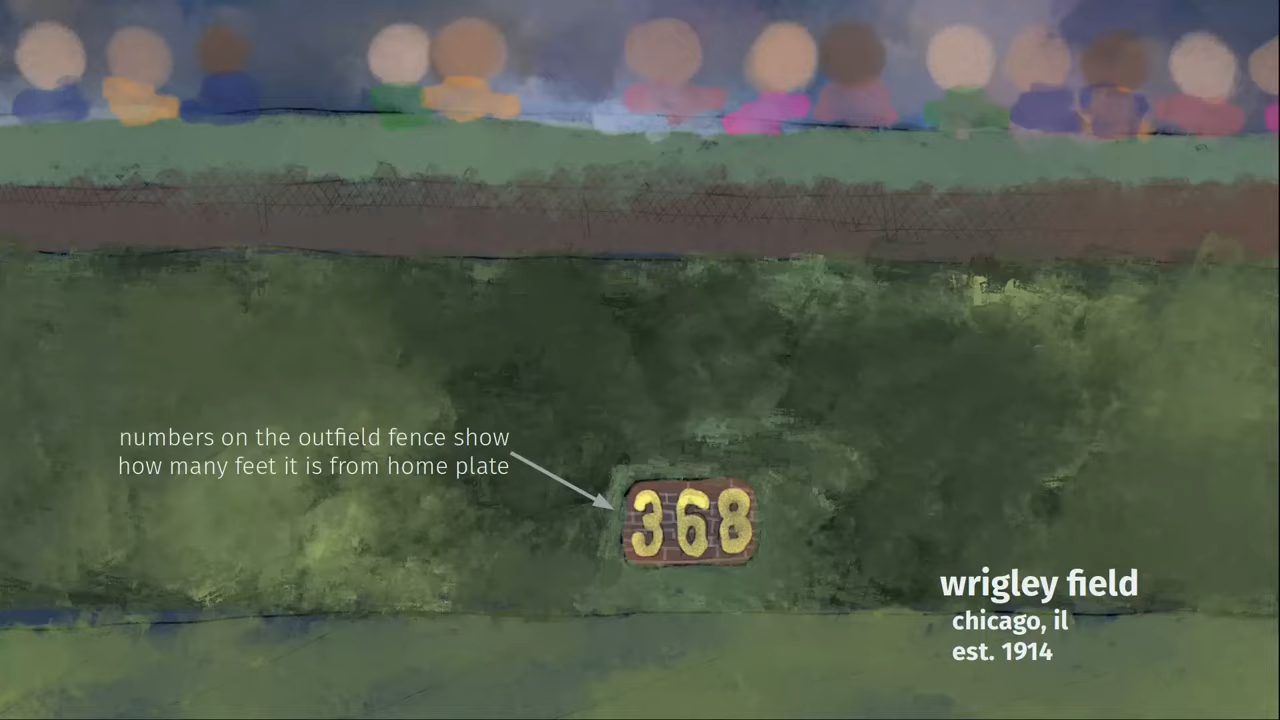 numbers on the outfield fence show
how many feet it is from home plate
368
wrigley field
chicago, il
est. 1914